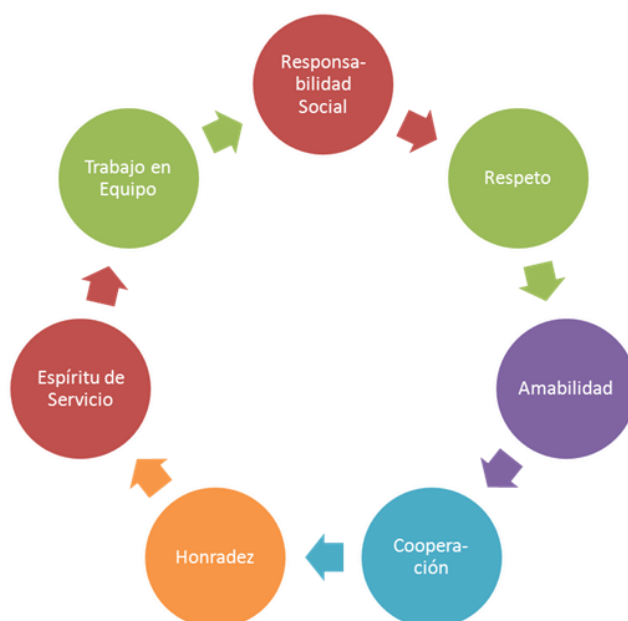 Responsa-
bilidad
Social
Respeto
Amabilidad
Coopera-
ción
Honradez
Espíritu de
Servicio
Trabajo en
Equipo